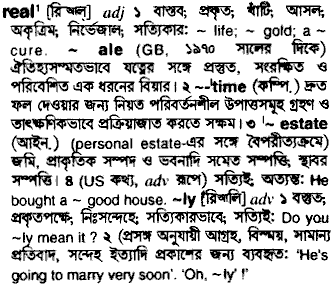 real¹ [রিঅ্যল] adj ১ বাস্তব; প্রকৃত; খাঁটি, আসল,
অকৃত্রিম; নির্ভেজাল; সত্যিকার: ~ life; ~ gold; a ~
cure. ~ ale (GB, ১৯৭০ সালের দিকে)
ঐতিহ্যসম্মতভাবে যত্নের সঙ্গে প্রস্তুত, সংরক্ষিত ও
পরিবেশিত এক ধরনের বিয়ার। ২ ~-ˈtime (কম্পি.) দ্রুত
ফল দেওয়ার জন্য নিয়ত পরিবর্তনশীল উপাত্তসমূহ গ্রহণ ও
তাৎক্ষণিকভাবে প্রক্রিয়াজাত করতে সক্ষম। ৩ ˈ~ estate
(আইন.) (personal estate-এর সঙ্গে বৈপরীত্যক্রমে)
জমি, প্রাকৃতিক সম্পদ ও ভবনাদি সমেত সম্পত্তি; স্থাবর
সম্পত্তি। ৪ (US কথ্য, adv রূপে) সত্যিই; অত্যন্ত: He
bought a ~ good house. ~ly [রিঅ্যলি] adv ১ বস্তুত;
প্রকৃতপক্ষে; নিঃসন্দেহে; সত্যিকারভাবে; সত্যিই: Do you
~ly mean it? ২ (প্রসঙ্গ অনুযায়ী আগ্রহ, বিস্ময়, সামান্য
প্রতিবাদ, সন্দেহ ইত্যাদি প্রকাশের জন্য ব্যবহৃত: ‘He's
going to marry very soon’. ‘Oh, ~ly’ !’